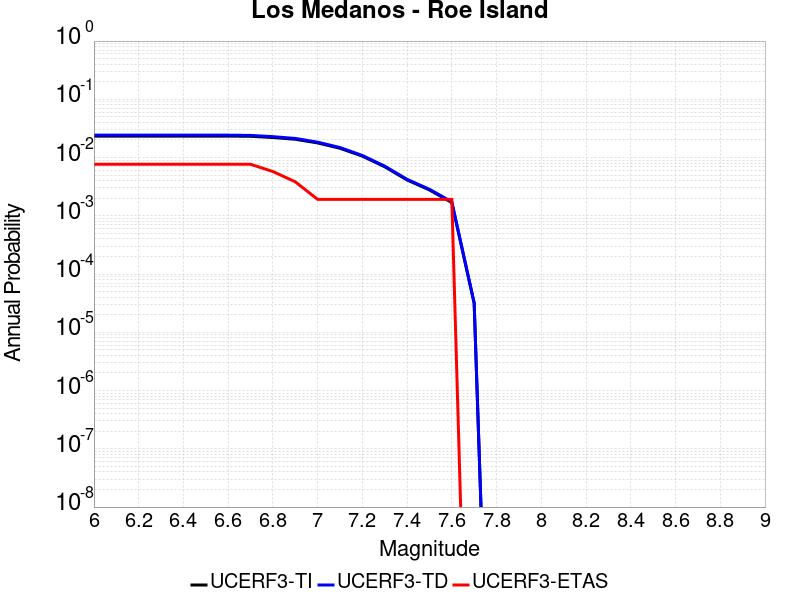 Los Medanos - Roe Island
10^0
10^-1
10^-2
10^-3
10^-4
10^-5
10^-6
10^-7
10^-8
Annual Probability
6 6.2 6.4 6.6 6.8 7 7.2 7.4 7.6 7.8 8 8.2 8.4 8.6 8.8 9
Magnitude
UCERF3-TI UCERF3-TD UCERF3-ETAS